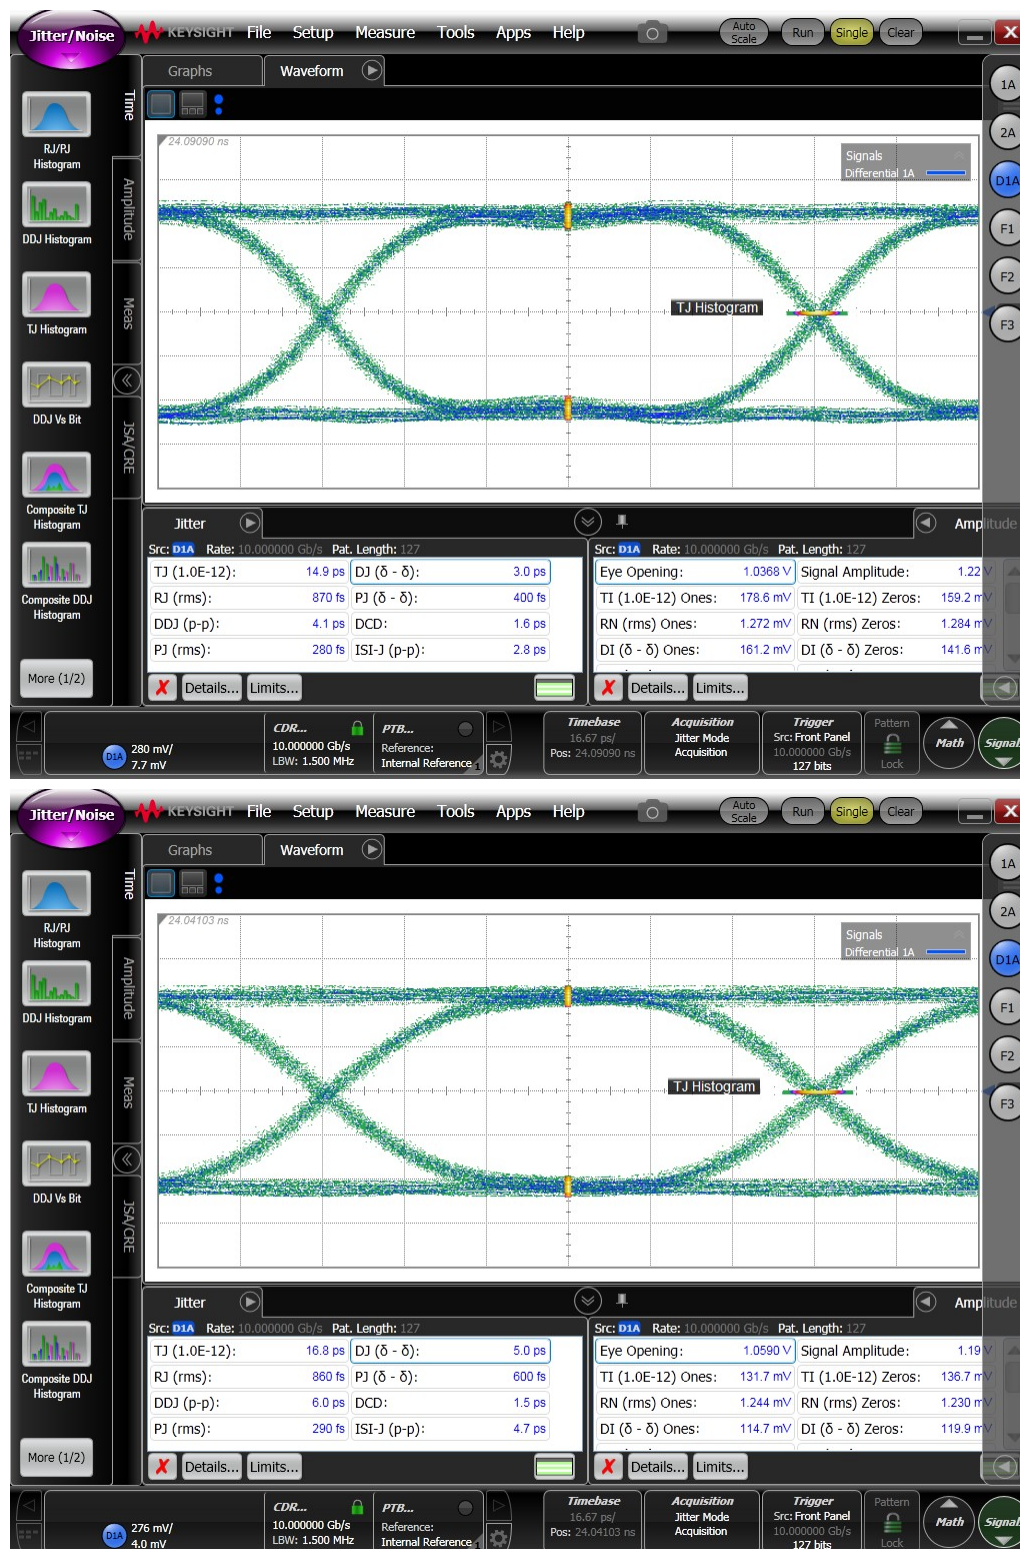 Jitter/Noise
KEYSIGHT File Setup Measure Tools Apps Help
Auto Scale Run Single Clear
Graphs Waveform
Time
Amplitude
Meas
JSA/CRE
RJ/PJ
Histogram
DDJ Histogram
TJ Histogram
DDJ Vs Bit
Composite TJ
Histogram
Composite DDJ
Histogram
More (1/2)
24.09090 ns
Signals
Differential 1A
TJ Histogram
1A
2A
D1A
F1
F2
F3
Jitter
Src: D1A Rate: 10.000000 Gb/s Pat. Length: 127
TJ (1.0E-12): 14.9 ps DJ (δ - δ): 3.0 ps
RJ (rms): 870 fs PJ (δ - δ): 400 fs
DDJ (p-p): 4.1 ps DCD: 1.6 ps
PJ (rms): 280 fs ISI-J (p-p): 2.8 ps
Details... Limits...
Amplitude
Src: D1A Rate: 10.000000 Gb/s Pat. Length: 127
Eye Opening: 1.0368 V Signal Amplitude: 1.22 V
TI (1.0E-12) Ones: 178.6 mV TI (1.0E-12) Zeros: 159.2 mV
RN (rms) Ones: 1.272 mV RN (rms) Zeros: 1.284 mV
DI (δ - δ) Ones: 161.2 mV DI (δ - δ) Zeros: 141.6 mV
Details... Limits...
D1A
280 mV/
7.7 mV
CDR...
10.000000 Gb/s
LBW: 1.500 MHz
PTB...
Reference:
Internal Reference
1
Timebase
16.67 ps/
Pos: 24.09090 ns
Acquisition
Jitter Mode
Acquisition
Trigger
Src: Front Panel
10.000000 Gb/s
127 bits
Pattern
Lock
Math
Signal
Jitter/Noise
KEYSIGHT File Setup Measure Tools Apps Help
Auto Scale Run Single Clear
Graphs Waveform
Time
Amplitude
Meas
JSA/CRE
RJ/PJ
Histogram
DDJ Histogram
TJ Histogram
DDJ Vs Bit
Composite TJ
Histogram
Composite DDJ
Histogram
More (1/2)
24.04103 ns
Signals
Differential 1A
TJ Histogram
1A
2A
D1A
F1
F2
F3
Jitter
Src: D1A Rate: 10.000000 Gb/s Pat. Length: 127
TJ (1.0E-12): 16.8 ps DJ (δ - δ): 5.0 ps
RJ (rms): 860 fs PJ (δ - δ): 600 fs
DDJ (p-p): 6.0 ps DCD: 1.5 ps
PJ (rms): 290 fs ISI-J (p-p): 4.7 ps
Details... Limits...
Amplitude
Src: D1A Rate: 10.000000 Gb/s Pat. Length: 127
Eye Opening: 1.0590 V Signal Amplitude: 1.19 V
TI (1.0E-12) Ones: 131.7 mV TI (1.0E-12) Zeros: 136.7 mV
RN (rms) Ones: 1.244 mV RN (rms) Zeros: 1.230 mV
DI (δ - δ) Ones: 114.7 mV DI (δ - δ) Zeros: 119.9 mV
Details... Limits...
D1A
276 mV/
4.0 mV
CDR...
10.000000 Gb/s
LBW: 1.500 MHz
PTB...
Reference:
Internal Reference
Timebase
16.67 ps/
Pos: 24.04103 ns
Acquisition
Jitter Mode
Acquisition
Trigger
Src: Front Panel
10.000000 Gb/s
127 bits
Pattern
Lock
Math
Signal